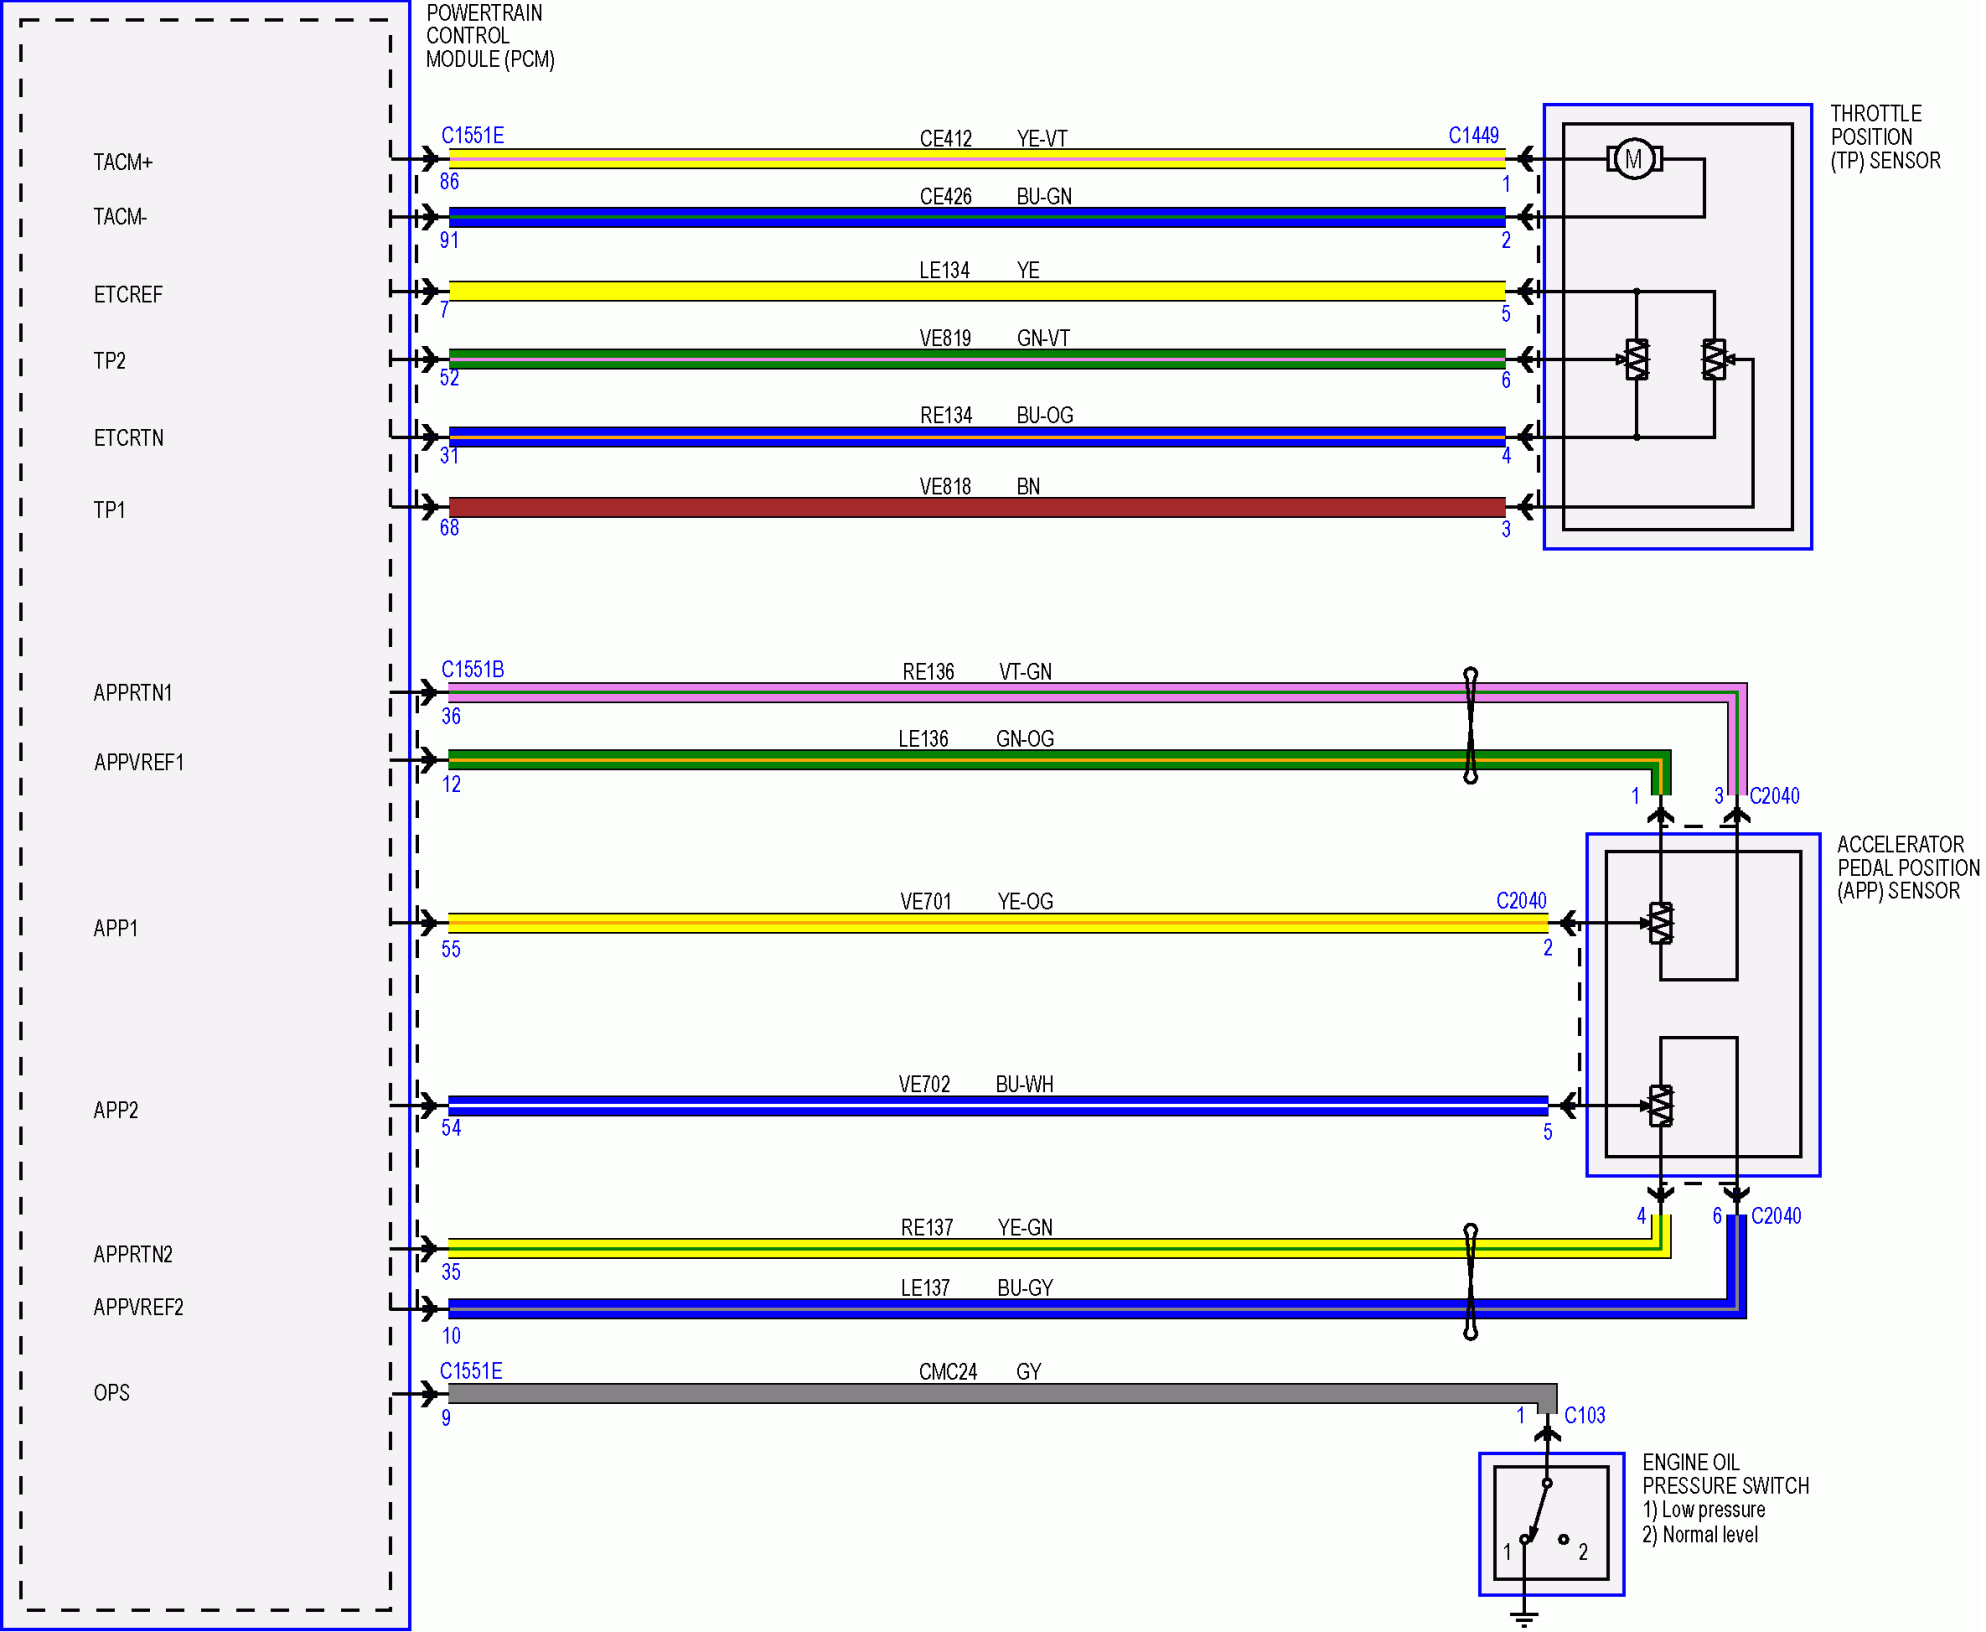 POWERTRAIN
CONTROL
MODULE (PCM)
THROTTLE
POSITION
(TP) SENSOR
TACM+
C1551E
86
CE412 YE-VT
C1449
1
M
TACM-
91
CE426 BU-GN
2
ETCREF
7
LE134 YE
5
TP2
52
VE819 GN-VT
6
ETCRTN
31
RE134 BU-OG
4
TP1
68
VE818 BN
3
APPRTN1
C1551B
36
RE136 VT-GN
APPVREF1
12
LE136 GN-OG
1
3
C2040
ACCELERATOR
PEDAL POSITION
(APP) SENSOR
APP1
55
VE701 YE-OG
C2040
2
APP2
54
VE702 BU-WH
5
4
6
C2040
APPRTN2
35
RE137 YE-GN
APPVREF2
10
LE137 BU-GY
OPS
C1551E
9
CMC24 GY
1
C103
ENGINE OIL
PRESSURE SWITCH
1) Low pressure
2) Normal level
1
2